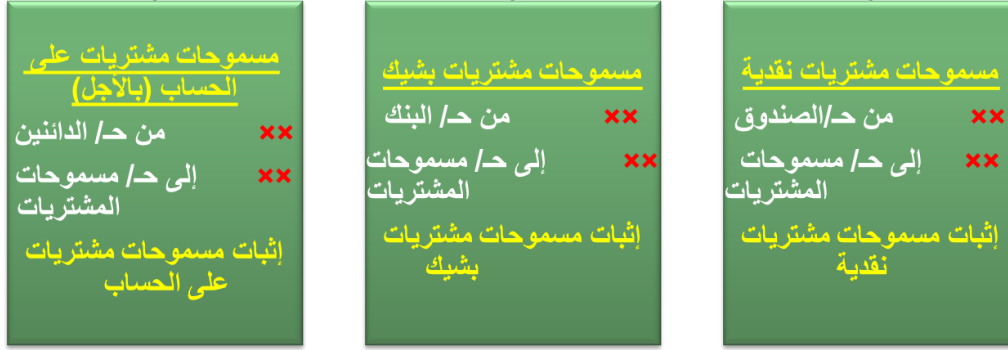 مسموحات مشتريات نقدية
×× من حـ/الصندوق
×× إلى حـ/ مسموحات
المشتريات
إثبات مسموحات مشتريات
نقدية
مسموحات مشتريات بشيك
×× من حـ/ البنك
×× إلى حـ/ مسموحات
المشتريات
إثبات مسموحات مشتريات
بشيك
مسموحات مشتريات على
الحساب (بالأجل)
×× من حـ/ الدائنين
×× إلى حـ/ مسموحات
المشتريات
إثبات مسموحات مشتريات
على الحساب